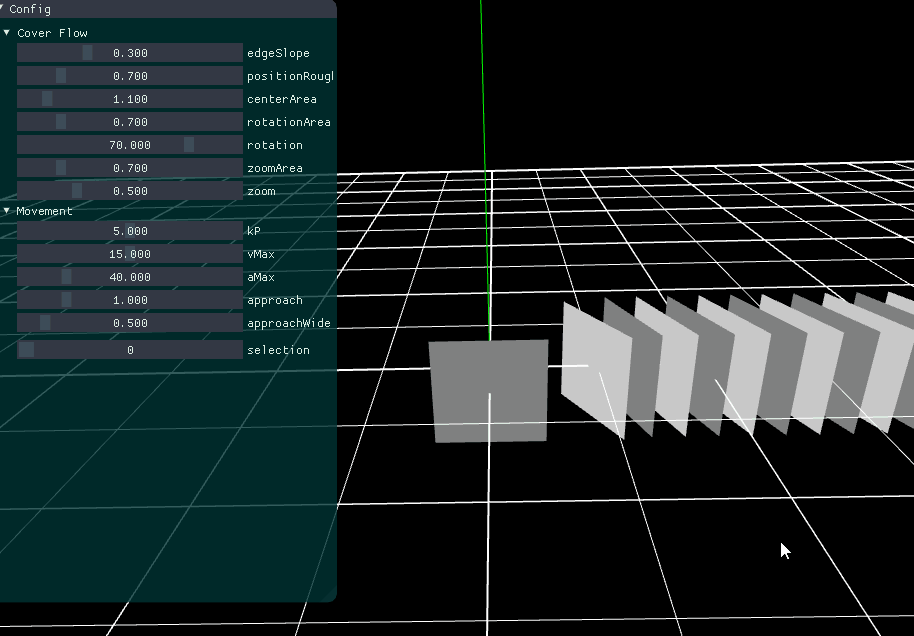 Config
Cover Flow
0.300 edgeSlope
0.700 positionRough
1.100 centerArea
0.700 rotationArea
70.000 rotation
0.700 zoomArea
0.500 zoom
Movement
5.000 kP
15.000 vMax
40.000 aMax
1.000 approach
0.500 approachWide
0 selection